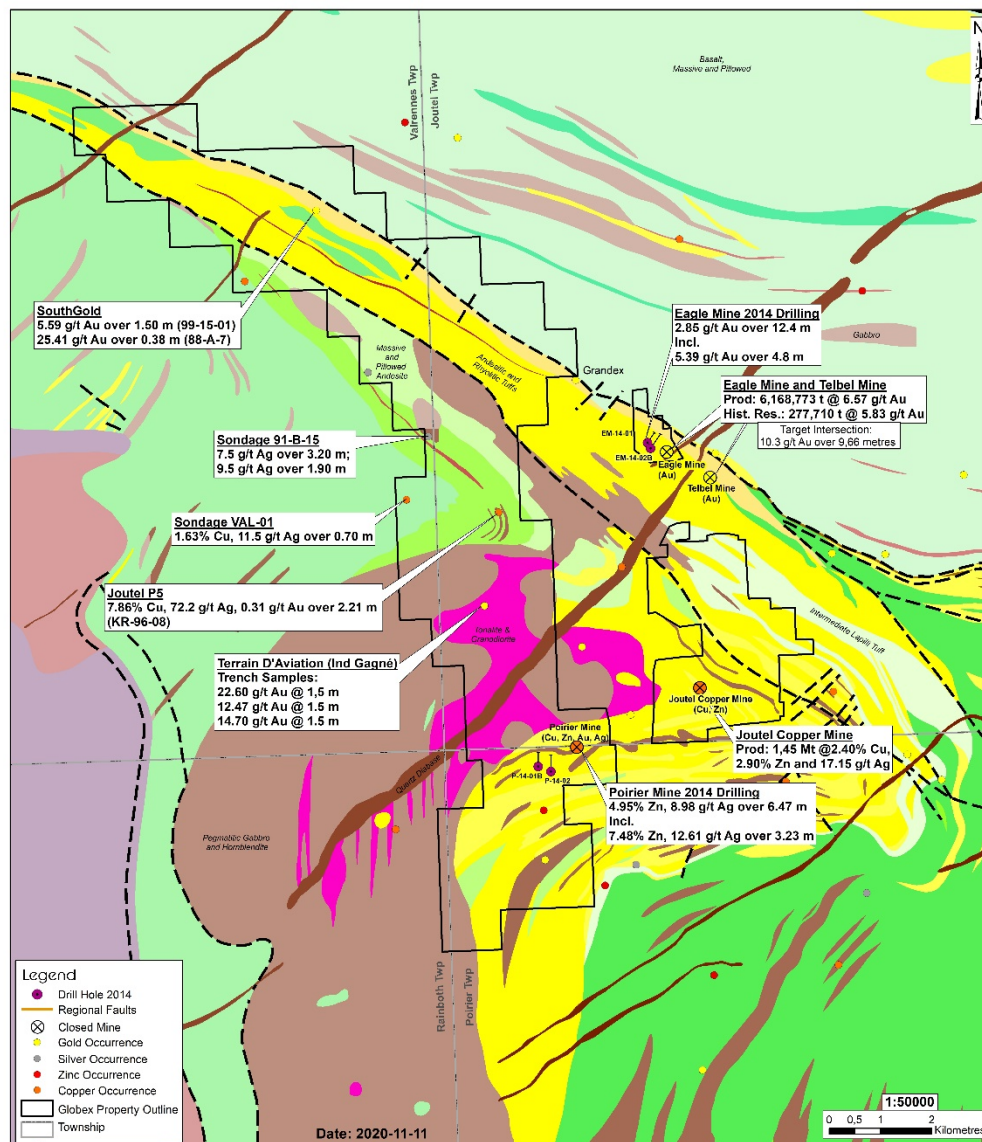 N
Basalt,
Massive and Pillowed
Valrennes Twp
Joutel Twp
SouthGold
5.59 g/t Au over 1.50 m (99-15-01)
25.41 g/t Au over 0.38 m (88-A-7)
Massive
and
Pillowed
Andesite
Andesitic and
Rhyolitic Tuffs
Grandex
Eagle Mine 2014 Drilling
2.85 g/t Au over 12.4 m
Incl.
5.39 g/t Au over 4.8 m
Gabbro
Eagle Mine and Telbel Mine
Prod: 6,168,773 t @ 6.57 g/t Au
Hist. Res.: 277,710 t @ 5.83 g/t Au
Target Intersection:
10.3 g/t Au over 9,66 metres
EM-14-01
EM-14-02B
Eagle Mine
(Au)
Telbel Mine
(Au)
Sondage 91-B-15
7.5 g/t Ag over 3.20 m;
9.5 g/t Ag over 1.90 m
Sondage VAL-01
1.63% Cu, 11.5 g/t Ag over 0.70 m
Joutel P5
7.86% Cu, 72.2 g/t Ag, 0.31 g/t Au over 2.21 m
(KR-96-08)
Tonalite &
Granodiorite
Intermediate Lapilli Tuff
Terrain D'Aviation (Ind Gagné)
Trench Samples:
22.60 g/t Au @ 1,5 m
12.47 g/t Au @ 1.5 m
14.70 g/t Au @ 1.5 m
Joutel Copper Mine
(Cu, Zn)
Joutel Copper Mine
Prod: 1,45 Mt @2.40% Cu,
2.90% Zn and 17.15 g/t Ag
Poirier Mine
(Cu, Zn, Au, Ag)
P-14-01B
P-14-02
Quartz Diabase
Poirier Mine 2014 Drilling
4.95% Zn, 8.98 g/t Ag over 6.47 m
Incl.
7.48% Zn, 12.61 g/t Ag over 3.23 m
Pegmatitic Gabbro
and Hornblendite
Rainboth Twp
Poirier Twp
Legend
Drill Hole 2014
Regional Faults
Closed Mine
Gold Occurrence
Silver Occurrence
Zinc Occurrence
Copper Occurrence
Globex Property Outline
Township
Date: 2020-11-11
1:50000
0 0,5 1 2
Kilometres